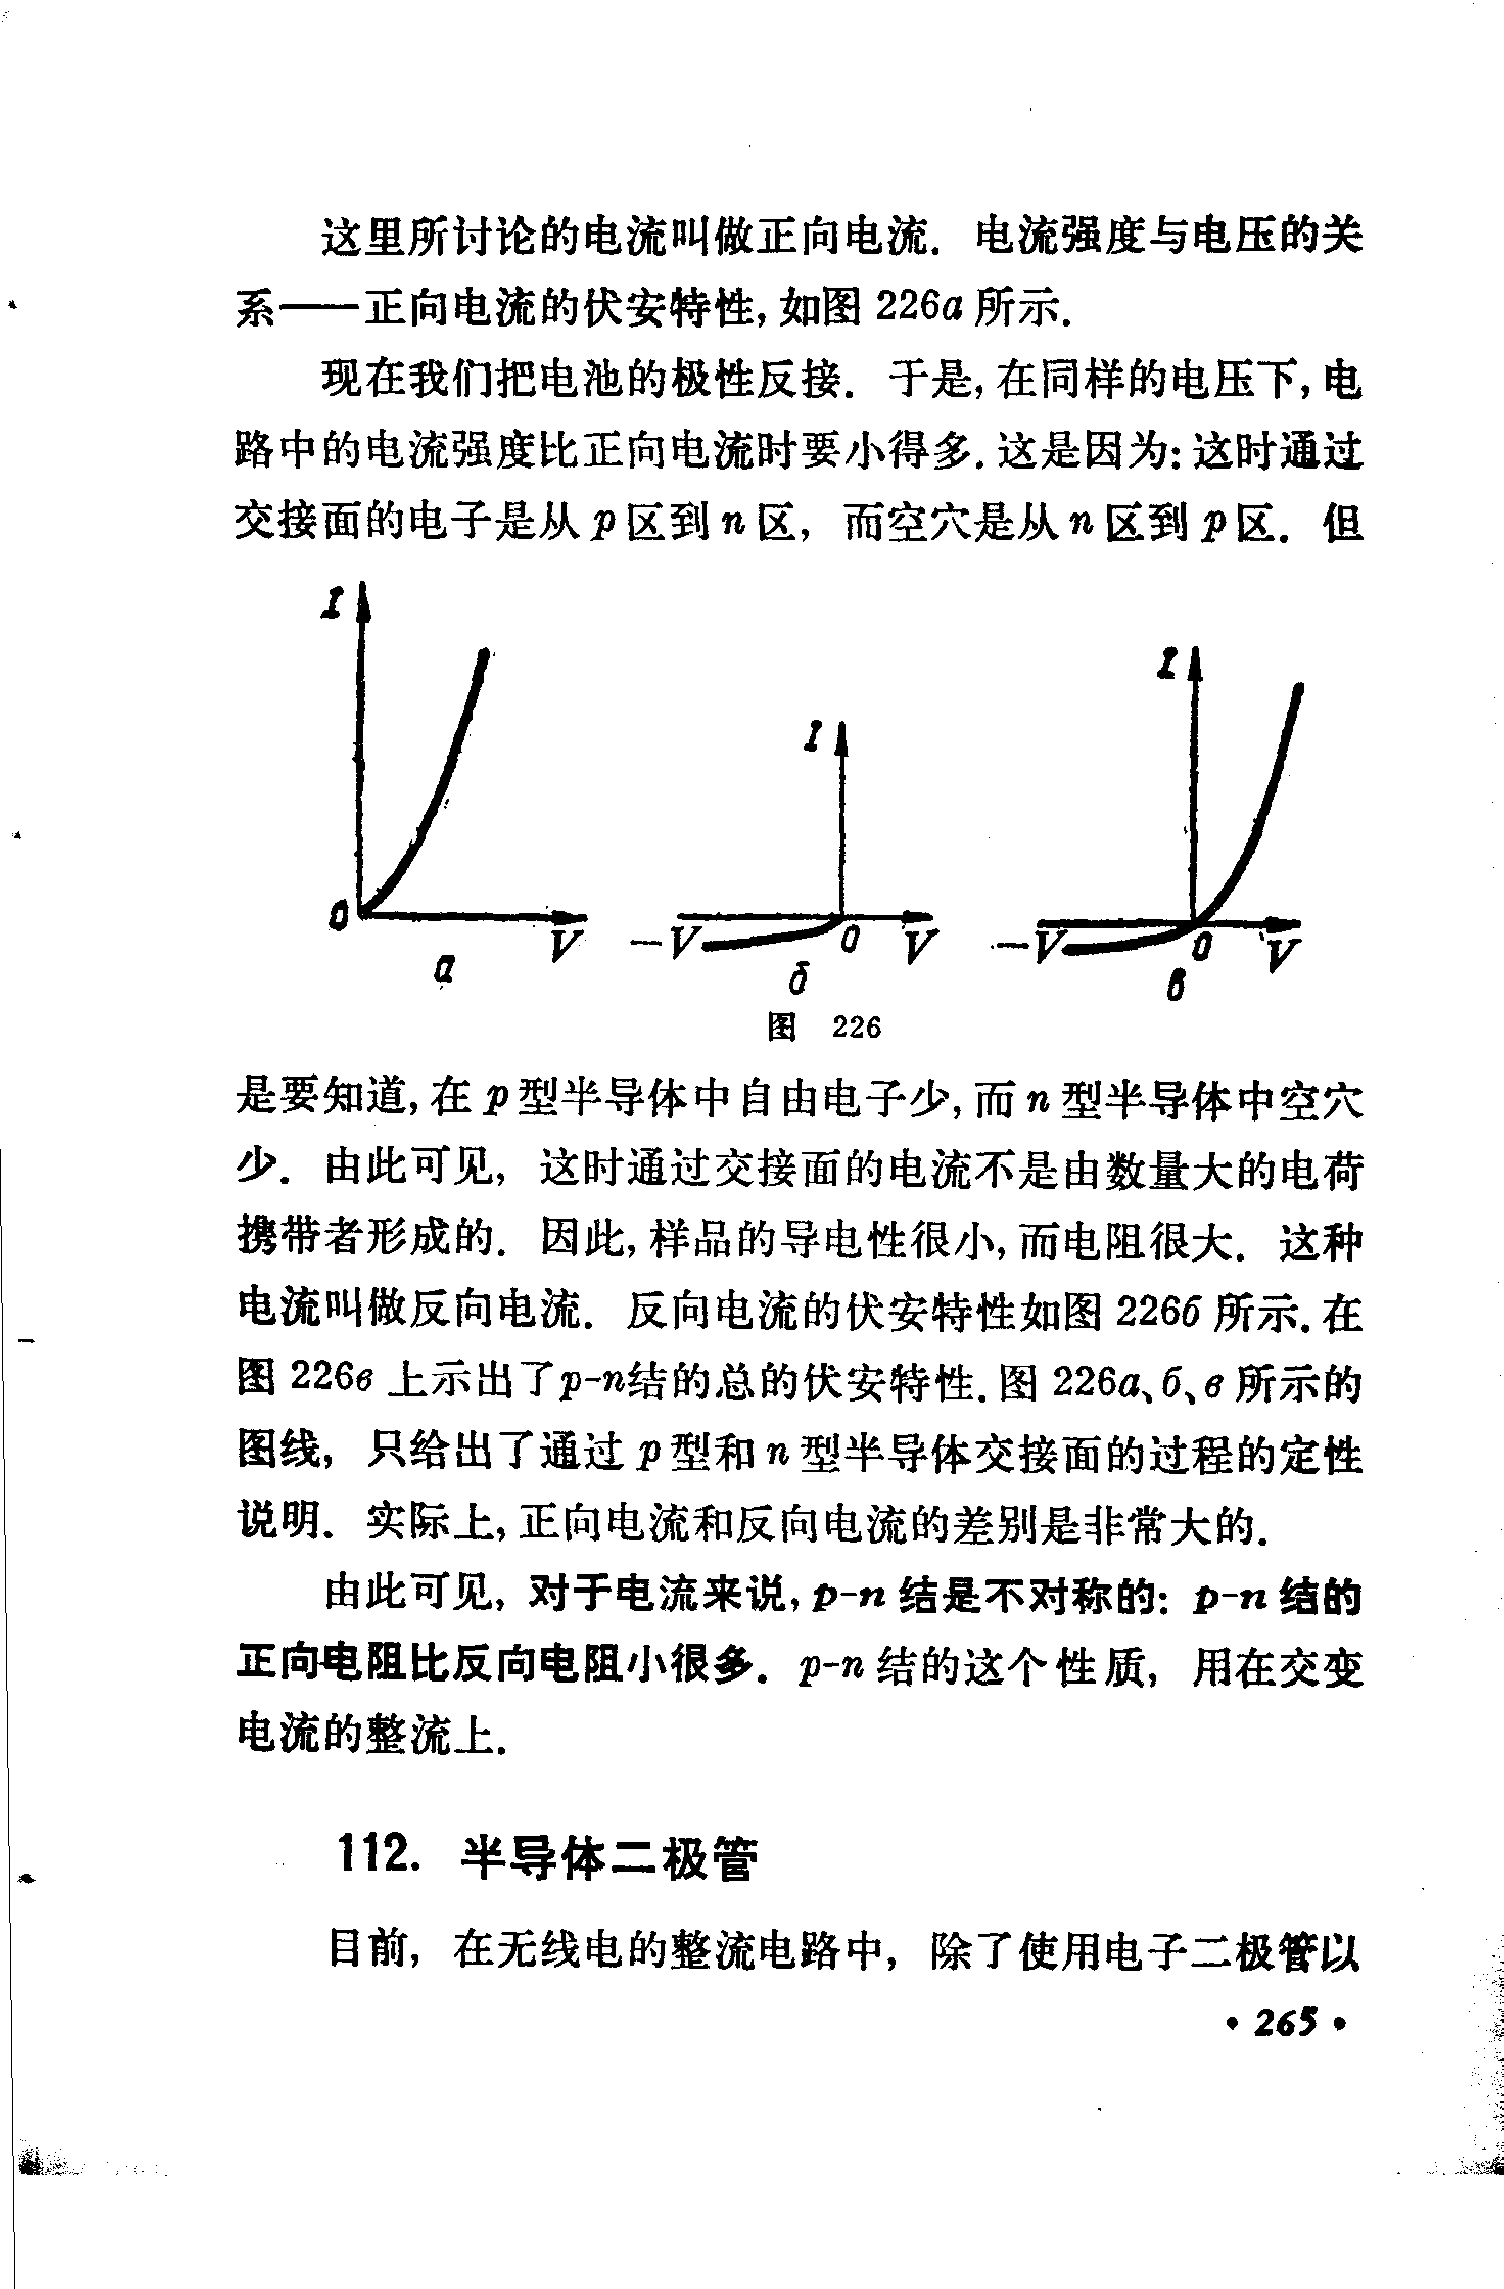 这里所讨论的电流叫做正向电流．电流强度与电压的关
系——正向电流的伏安特性,如图 226a 所示．
现在我们把电池的极性反接．于是,在同样的电压下,电
路中的电流强度比正向电流时要小得多．这是因为:这时通过
交接面的电子是从 p 区到 n 区，而空穴是从 n 区到 p 区．但
I
O
V
a
I
−V
O
V
б
I
−V
O
V
в
图 226
是要知道,在 p 型半导体中自由电子少,而 n 型半导体中空穴
少．由此可见，这时通过交接面的电流不是由数量大的电荷
携带者形成的．因此,样品的导电性很小,而电阻很大．这种
电流叫做反向电流．反向电流的伏安特性如图 226б 所示．在
图 226в 上示出了p-n结的总的伏安特性．图 226a、б、в 所示的
图线，只给出了通过 p 型和 n 型半导体交接面的过程的定性
说明．实际上,正向电流和反向电流的差别是非常大的．
由此可见，对于电流来说,p-n 结是不对称的: p-n 结的
正向电阻比反向电阻小很多．p-n 结的这个性质，用在交变
电流的整流上．
112. 半导体二极管
目前，在无线电的整流电路中，除了使用电子二极管以
• 265 •